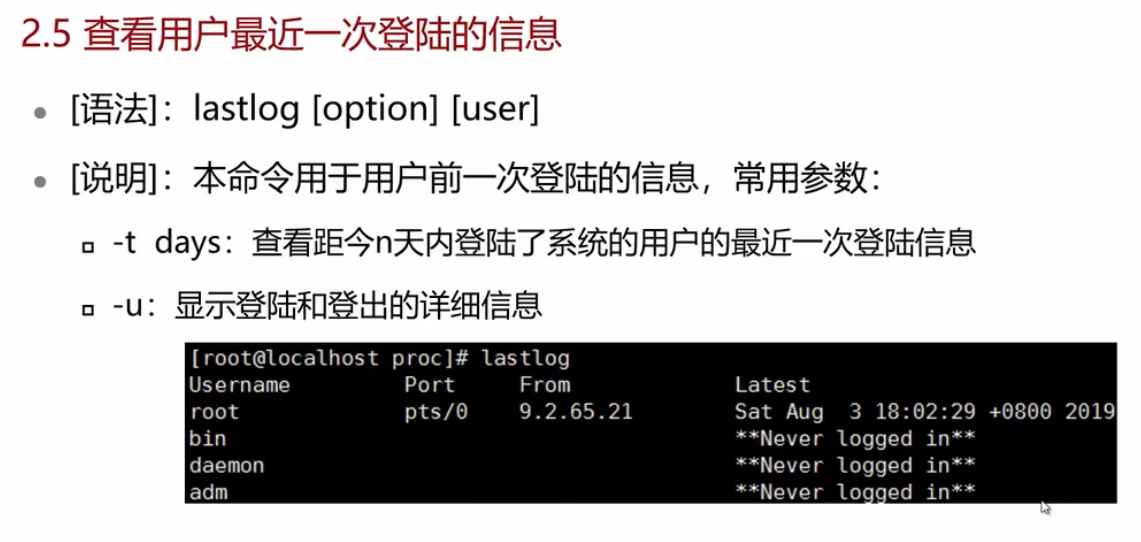 2.5 查看用户最近一次登陆的信息
[语法]：lastlog [option] [user]
[说明]：本命令用于用户前一次登陆的信息，常用参数：
-t days：查看距今n天内登陆了系统的用户的最近一次登陆信息
-u：显示登陆和登出的详细信息
[root@localhost proc]# lastlog
Username Port From Latest
root pts/0 9.2.65.21 Sat Aug 3 18:02:29 +0800 2019
bin **Never logged in**
daemon **Never logged in**
adm **Never logged in**